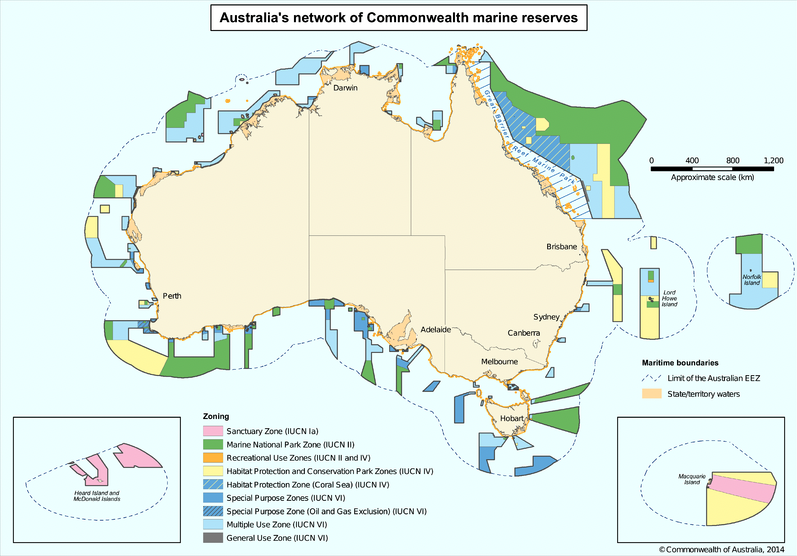 Australia's network of Commonwealth marine reserves
Darwin
Great Barrier Reef Marine Park
0 400 800 1,200
Approximate scale (km)
Brisbane
Norfolk
Island
Lord
Howe
Island
Perth
Sydney
Adelaide
Canberra
Melbourne
Hobart
Maritime boundaries
Limit of the Australian EEZ
State/territory waters
Zoning
Sanctuary Zone (IUCN Ia)
Marine National Park Zone (IUCN II)
Recreational Use Zones (IUCN II and IV)
Habitat Protection and Conservation Park Zones (IUCN IV)
Habitat Protection Zone (Coral Sea) (IUCN IV)
Special Purpose Zones (IUCN VI)
Special Purpose Zone (Oil and Gas Exclusion) (IUCN VI)
Multiple Use Zone (IUCN VI)
General Use Zone (IUCN VI)
Heard Island and
McDonald Islands
Macquarie
Island
© Commonwealth of Australia, 2014